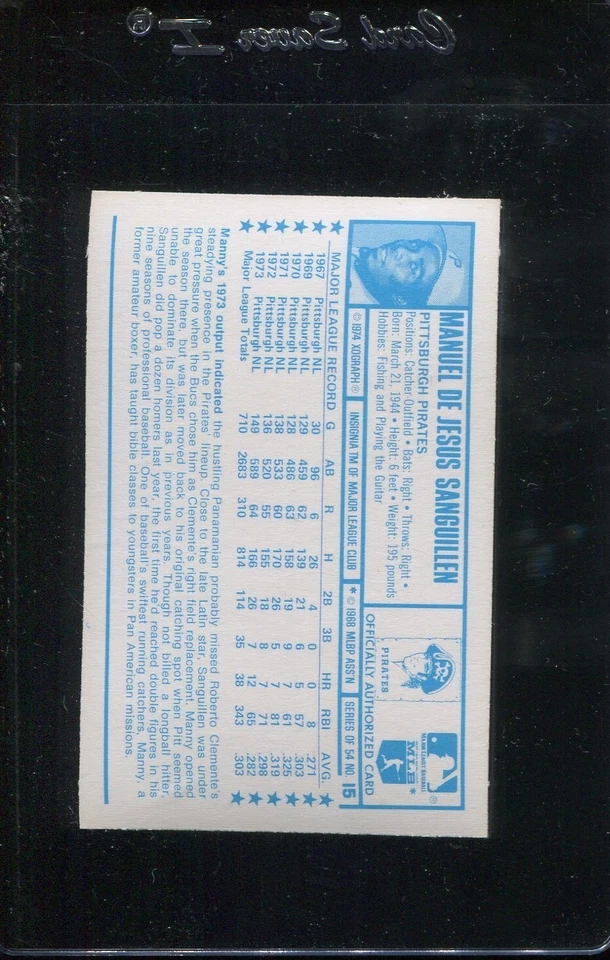 Card Saver I ®
MANUEL DE JESUS SANGUILLEN
PITTSBURGH PIRATES
Positions: Catcher-Outfield • Bats: Right • Throws: Right •
Born: March 21, 1944 • Height: 6 feet • Weight: 195 pounds
Hobbies: Fishing and Playing the Guitar
PIRATES
MAJOR LEAGUE BASEBALL ®
MLB *
OFFICIALLY AUTHORIZED CARD
© 1974 XOGRAPH® INSIGNIA TM OF MAJOR LEAGUE CLUB * © 1968 MLBP ASS'N SERIES OF 54 NO. 15
MAJOR LEAGUE RECORD G AB R H 2B 3B HR RBI AVG.
1967 Pittsburgh NL 30 96 6 26 4 0 0 8 .271
1969 Pittsburgh NL 129 459 62 139 21 6 5 57 .303
1970 Pittsburgh NL 128 486 63 158 19 9 7 61 .325
1971 Pittsburgh NL 138 533 60 170 26 5 7 81 .319
1972 Pittsburgh NL 136 520 55 155 18 8 7 71 .298
1973 Pittsburgh NL 149 589 64 166 26 7 12 65 .282
Major League Totals 710 2683 310 814 114 35 38 343 .303
Manny's 1973 output indicated the hustling Panamanian probably missed Roberto Clemente's
steadying presence in the Pirates' lineup. Close to the late Latin star, Sanguillen was under
great pressure when the Bucs chose him as Clemente's right field replacement. Manny opened
the season there, but was later moved back to his original catching spot when Pitt seemed
unable to dominate its division as in previous years. Though not billed a longball hitter,
Sanguillen did pop a dozen homers last year, the first time he'd reached double figures in his
nine seasons of professional baseball. One of baseball's swiftest running catchers, Manny, a
former amateur boxer, has taught bible classes to youngsters in Pan American missions.